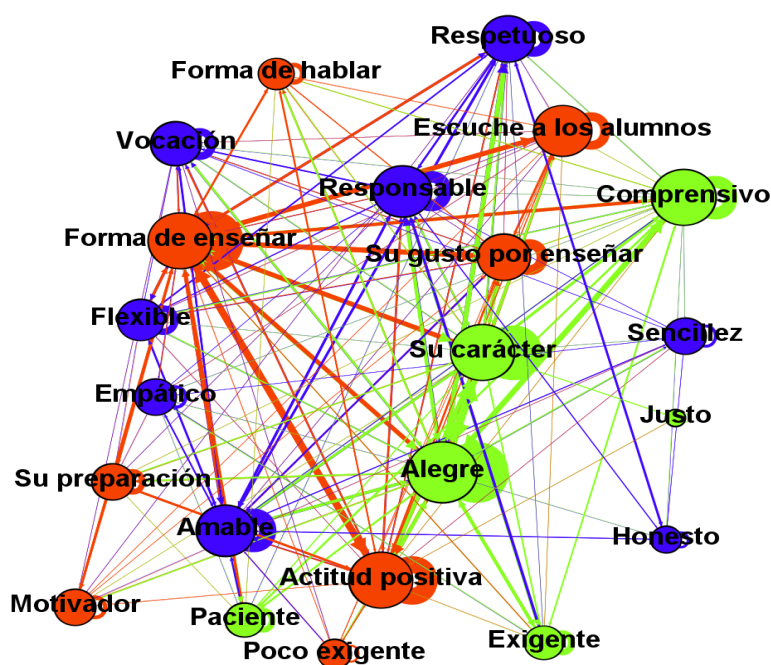 Respetuoso
Forma de hablar
Escuche a los alumnos
Vocación
Responsable
Comprensivo
Forma de enseñar
Su gusto por enseñar
Flexible
Sencillez
Su carácter
Empático
Justo
Alegre
Su preparación
Amable
Honesto
Actitud positiva
Motivador
Paciente
Exigente
Poco exigente